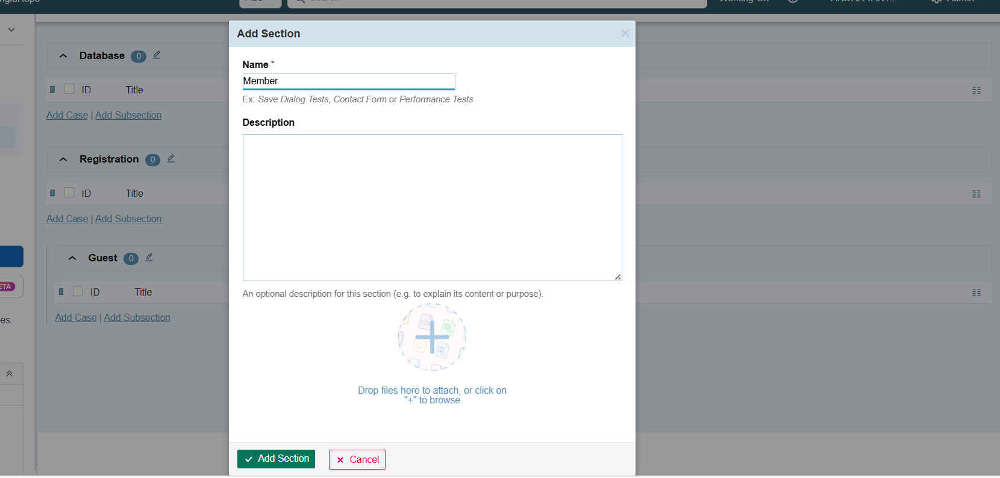 Add Section
Name *
Member
Ex: Save Dialog Tests, Contact Form or Performance Tests
Description
An optional description for this section (e.g. to explain its content or purpose).
Drop files here to attach, or click on
"+" to browse
Add Section
Cancel
Database 0
ID Title
Add Case | Add Subsection
Registration 0
ID Title
Add Case | Add Subsection
Guest 0
ID Title
Add Case | Add Subsection
es.